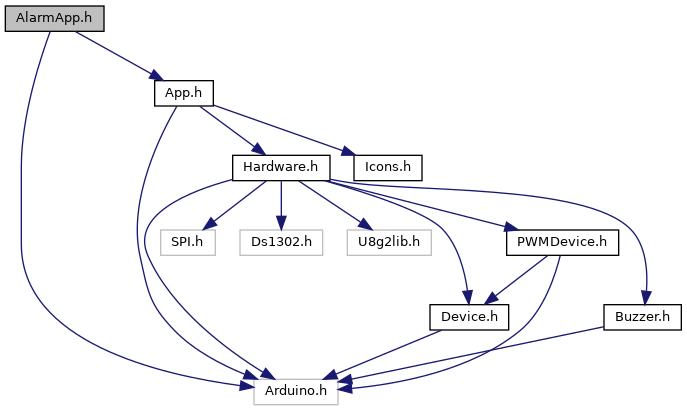 AlarmApp.h
App.h
Hardware.h
Icons.h
SPI.h
Ds1302.h
U8g2lib.h
PWMDevice.h
Device.h
Buzzer.h
Arduino.h